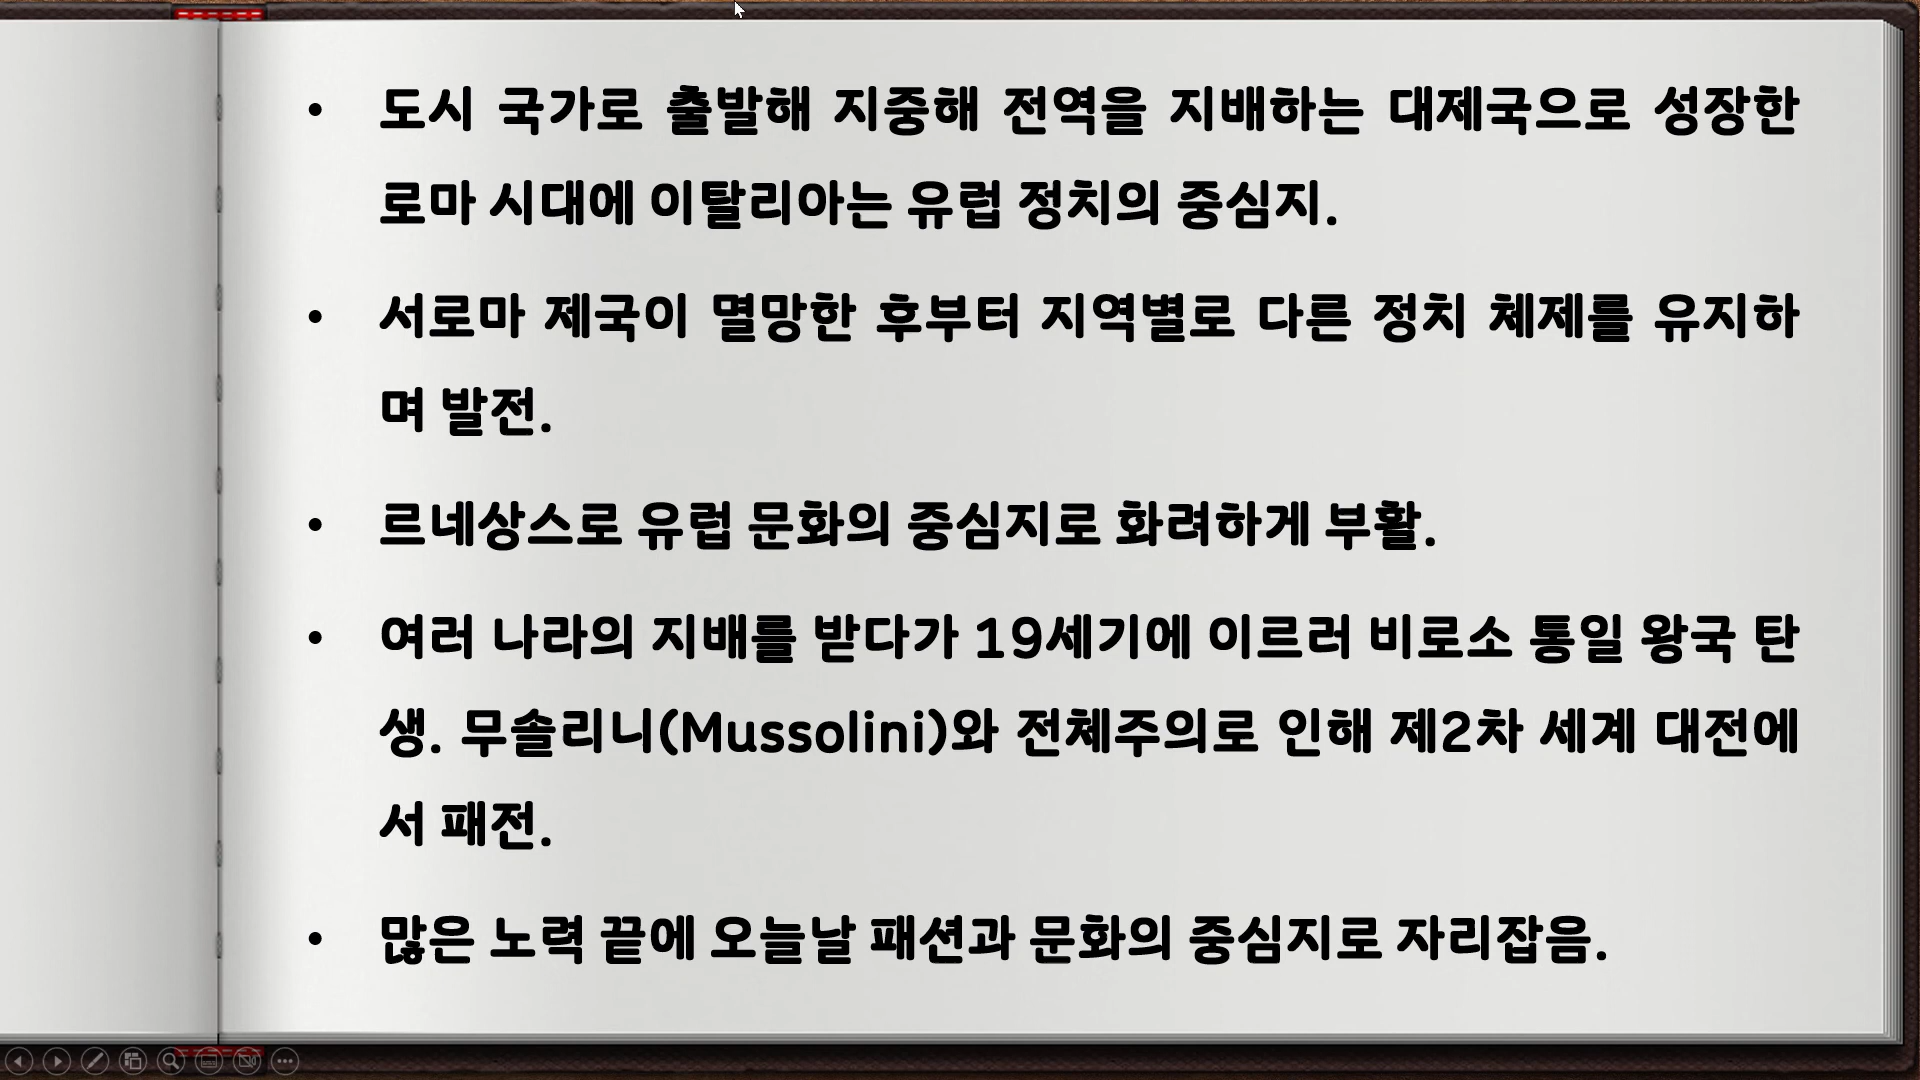 • 도시 국가로 출발해 지중해 전역을 지배하는 대제국으로 성장한
로마 시대에 이탈리아는 유럽 정치의 중심지.
• 서로마 제국이 멸망한 후부터 지역별로 다른 정치 체제를 유지하
며 발전.
• 르네상스로 유럽 문화의 중심지로 화려하게 부활.
• 여러 나라의 지배를 받다가 19세기에 이르러 비로소 통일 왕국 탄
생. 무솔리니(Mussolini)와 전체주의로 인해 제2차 세계 대전에
서 패전.
• 많은 노력 끝에 오늘날 패션과 문화의 중심지로 자리잡음.